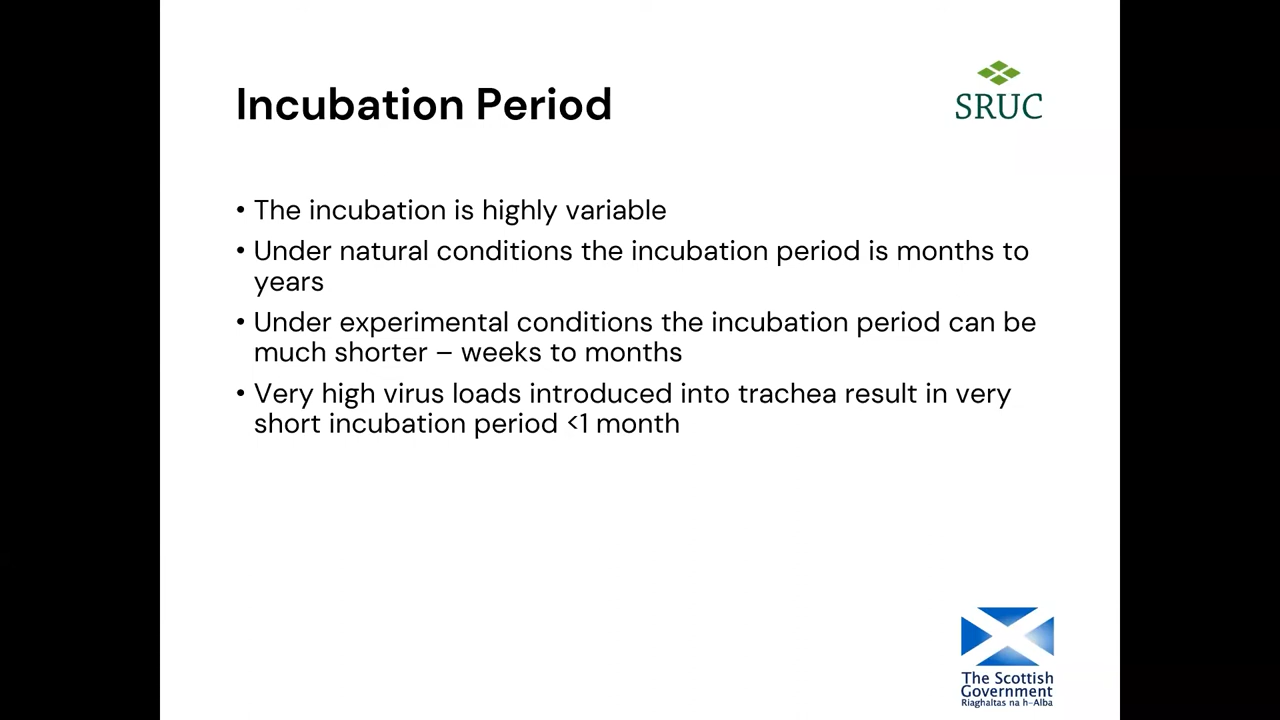 Incubation Period
SRUC
• The incubation is highly variable
• Under natural conditions the incubation period is months to
years
• Under experimental conditions the incubation period can be
much shorter – weeks to months
• Very high virus loads introduced into trachea result in very
short incubation period <1 month
The Scottish
Government
Riaghaltas na h-Alba